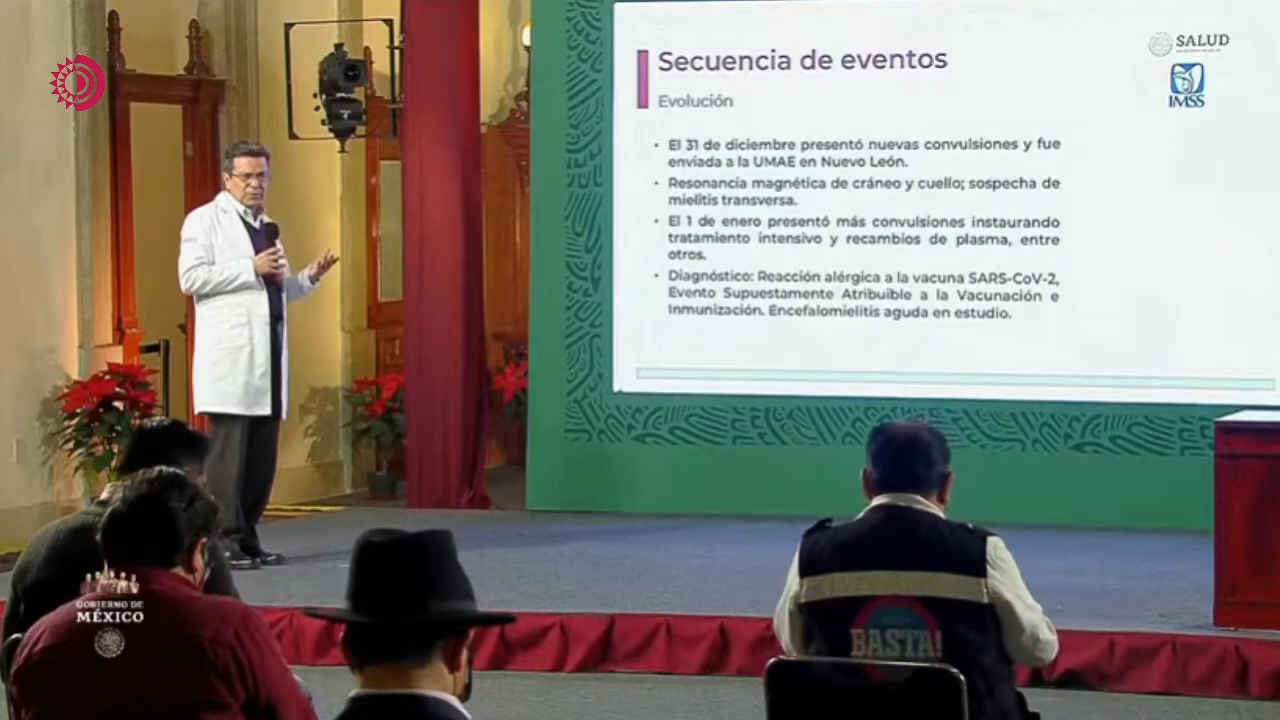 Secuencia de eventos
Evolución
SALUD
IMSS
• El 31 de diciembre presentó nuevas convulsiones y fue
enviada a la UMAE en Nuevo León.
• Resonancia magnética de cráneo y cuello; sospecha de
mielitis transversa.
• El 1 de enero presentó más convulsiones instaurando
tratamiento intensivo y recambios de plasma, entre
otros.
• Diagnóstico: Reacción alérgica a la vacuna SARS-CoV-2,
Evento Supuestamente Atribuible a la Vacunación e
Inmunización. Encefalomielitis aguda en estudio.
GOBIERNO DE
MÉXICO
BASTA!